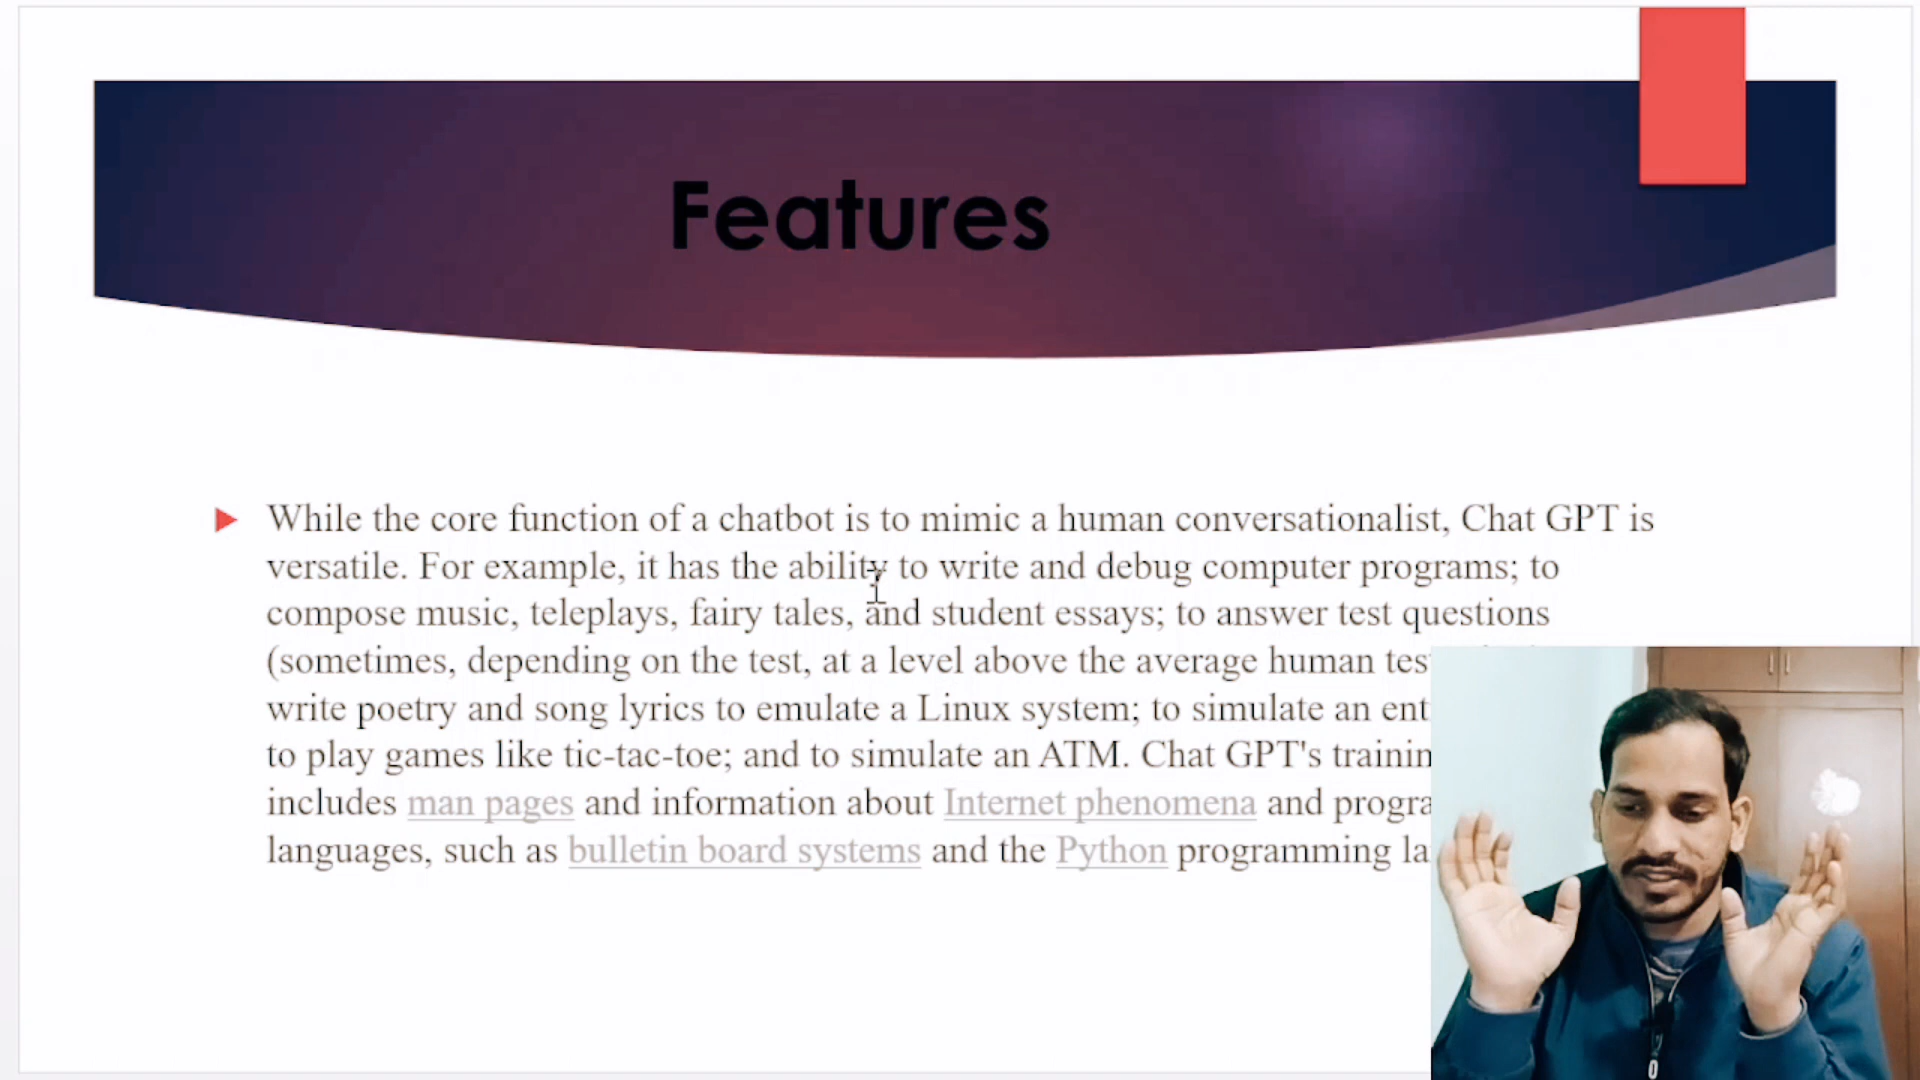 Features
While the core function of a chatbot is to mimic a human conversationalist, Chat GPT is
versatile. For example, it has the ability to write and debug computer programs; to
compose music, teleplays, fairy tales, and student essays; to answer test questions
(sometimes, depending on the test, at a level above the average human
write poetry and song lyrics to emulate a Linux system; to simulate an
to play games like tic-tac-toe; and to simulate an ATM. Chat GPT's
includes man pages and information about Internet phenomena and
languages, such as bulletin board systems and the Python programming